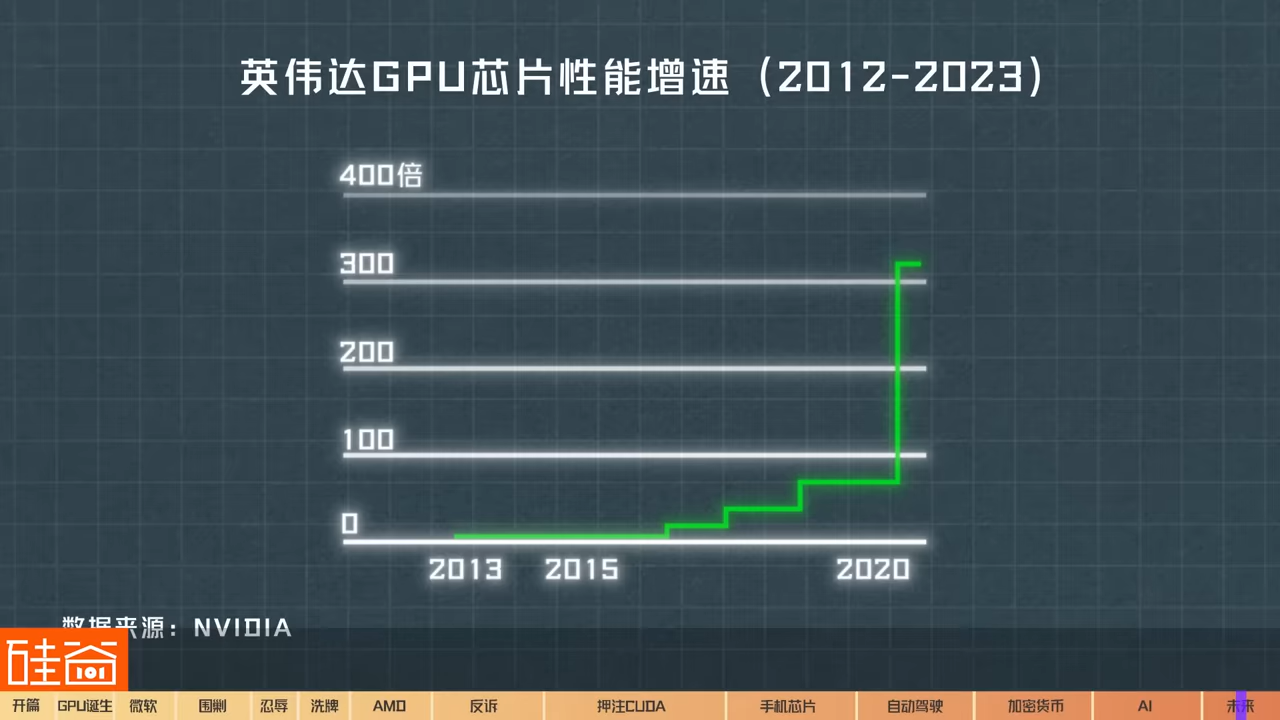 英伟达GPU芯片性能增速（2012-2023）
400倍
300
200
100
0
2013 2015 2020
数据来源：NVIDIA
硅谷101
开篇 GPU诞生 微软 围剿 忍辱 洗牌 AMD 反诉 押注CUDA 手机芯片 自动驾驶 加密货币 AI 未来